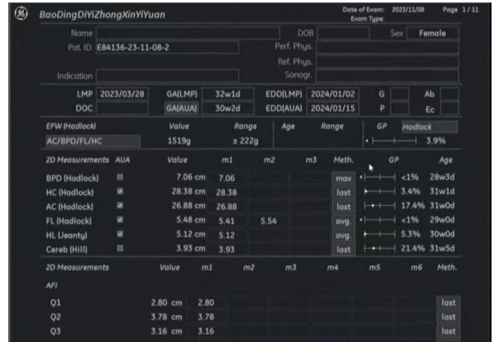 BaoDingDiYiZhongXinYiYuan Date of Exam: 2023/11/08 Page 1/11
Exam Type:
Name DOB Sex Female
Pat. ID E84136-23-11-08-2 Perf. Phys.
Ref. Phys.
Indication Sonogr.
LMP 2023/03/28 GA(LMP) 32w1d EDD(LMP) 2024/01/02 G Ab
DOC GA(AUA) 30w2d EDD(AUA) 2024/01/15 P Ec
EFW (Hadlock) Value Range Age Range GP Hadlock
AC/BPD/FL/HC 1519g ± 222g 3.9%
2D Measurements AUA Value m1 m2 m3 Meth. GP Age
BPD (Hadlock) 7.06 cm 7.06 max <1% 28w3d
HC (Hadlock) 28.38 cm 28.38 last 3.4% 31w1d
AC (Hadlock) 26.88 cm 26.88 last 17.4% 31w0d
FL (Hadlock) 5.48 cm 5.41 5.54 avg. <1% 29w0d
HL (Jeanty) 5.12 cm 5.12 avg. 5.3% 30w0d
Cereb (Hill) 3.93 cm 3.93 last 21.4% 31w5d
2D Measurements Value m1 m2 m3 m4 m5 m6 Meth.
AFI
Q1 2.80 cm 2.80 last
Q2 3.78 cm 3.78 last
Q3 3.16 cm 3.16 last